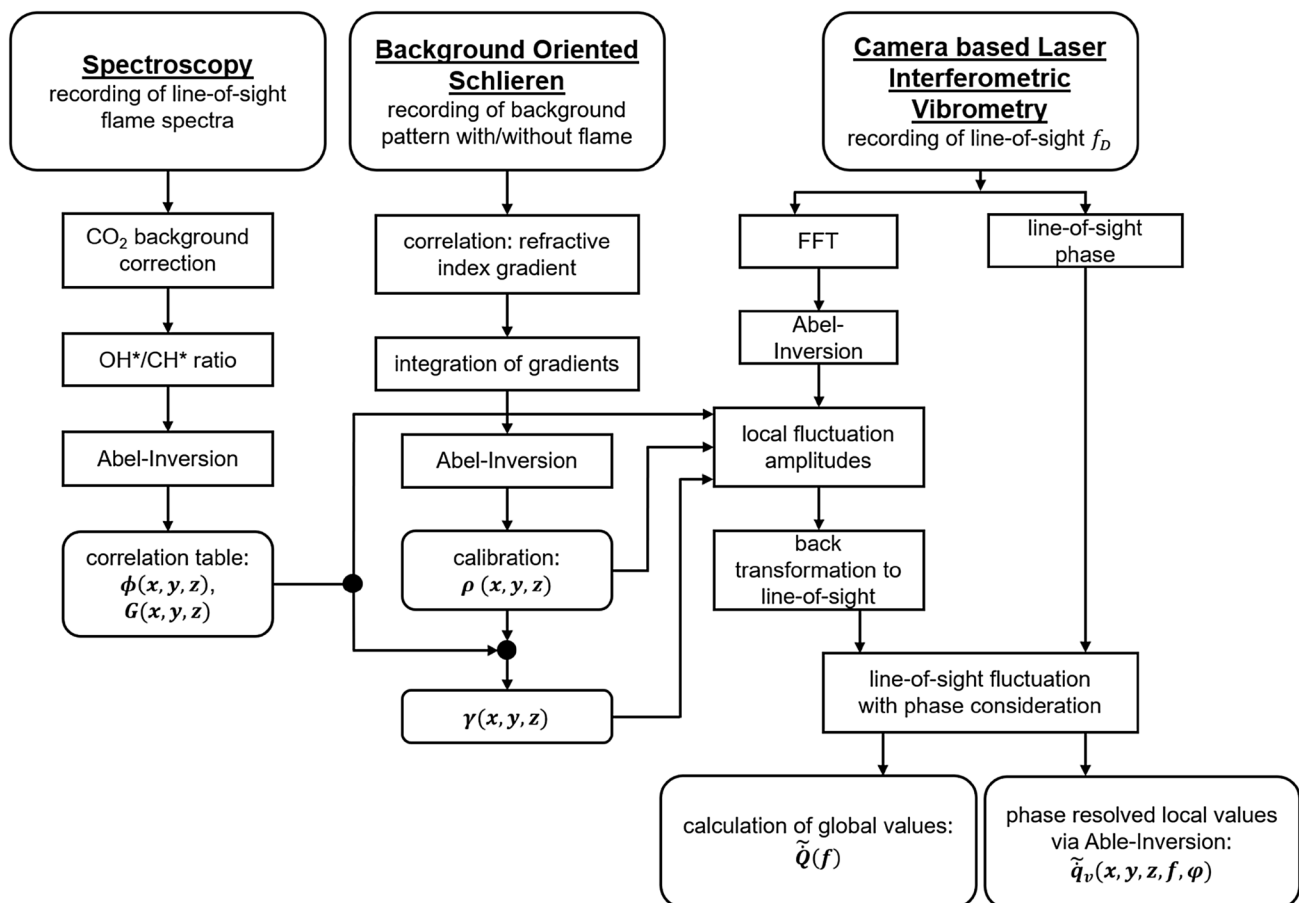 Spectroscopy
recording of line-of-sight
flame spectra
CO₂ background
correction
OH*/CH* ratio
Abel-Inversion
correlation table:
ϕ(x, y, z),
G(x, y, z)
Background Oriented
Schlieren
recording of background
pattern with/without flame
correlation: refractive
index gradient
integration of gradients
Abel-Inversion
calibration:
ρ (x, y, z)
γ(x, y, z)
Camera based Laser
Interferometric
Vibrometry
recording of line-of-sight f_D
FFT
Abel-
Inversion
line-of-sight
phase
local fluctuation
amplitudes
back
transformation to
line-of-sight
line-of-sight fluctuation
with phase consideration
calculation of global values:
Q̇̃(f)
phase resolved local values
via Able-Inversion:
q̇̃_v(x, y, z, f, φ)